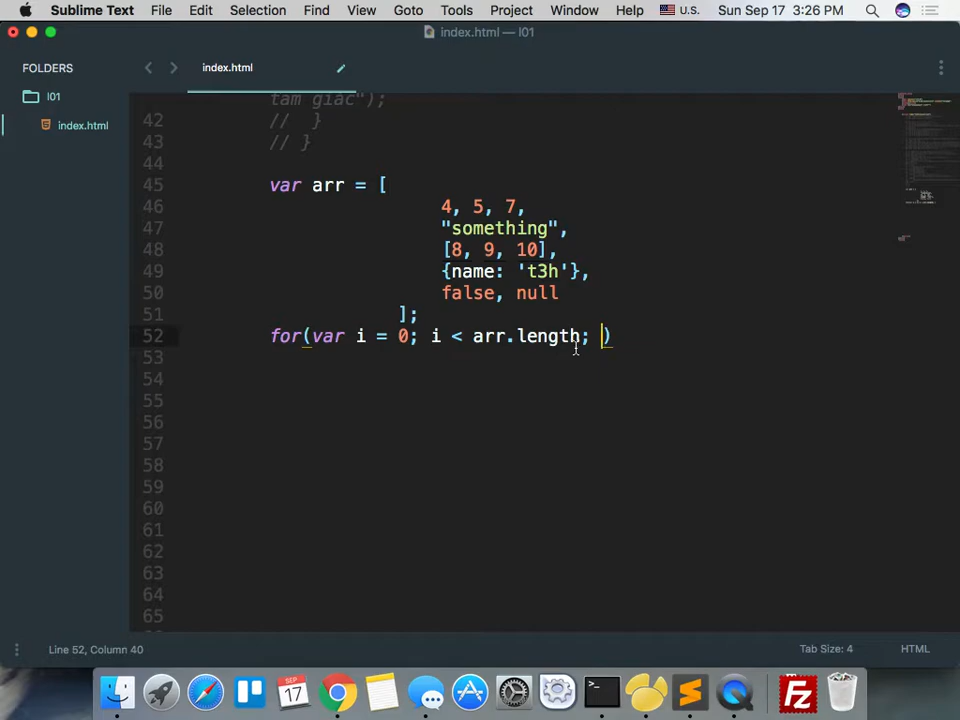 Sublime Text File Edit Selection Find View Goto Tools Project Window Help U.S. Sun Sep 17 3:26 PM
index.html — l01
FOLDERS
index.html
l01
index.html
tam giac");
42 // }
43 // }
44
45 var arr = [
46 4, 5, 7,
47 "something",
48 [8, 9, 10],
49 {name: 't3h'},
50 false, null
51 ];
52 for(var i = 0; i < arr.length; )
53
54
55
56
57
58
59
60
61
62
63
64
65
Line 52, Column 40 Tab Size: 4 HTML
SEP
17